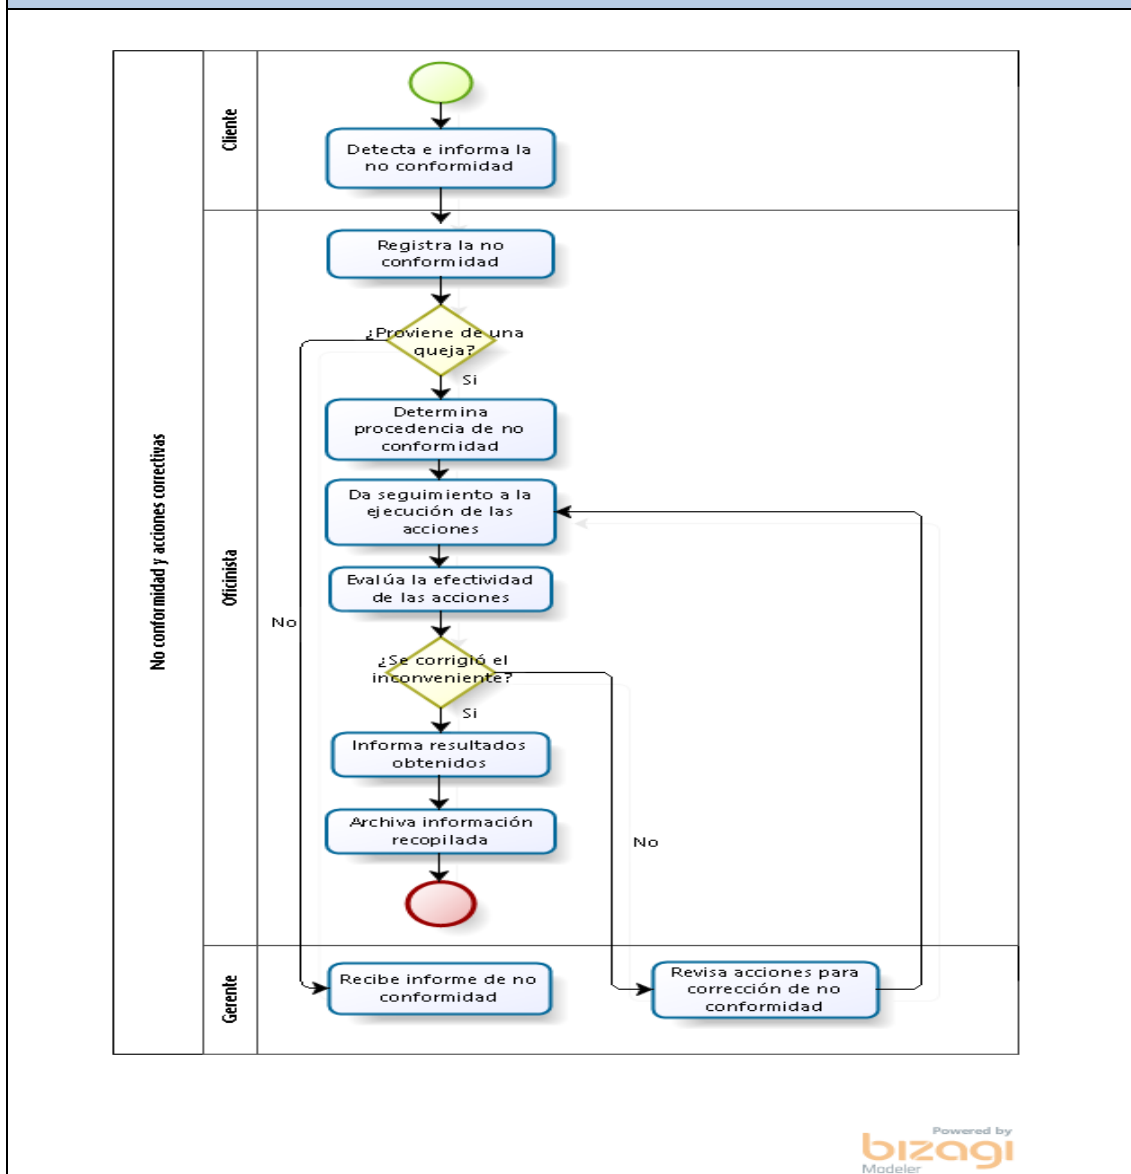 No conformidad y acciones correctivas
Cliente
Detecta e informa la
no conformidad
Oficinista
Registra la no
conformidad
¿Proviene de una
queja?
Si
Determina
procedencia de no
conformidad
Da seguimiento a la
ejecución de las
acciones
Evalúa la efectividad
de las acciones
No
¿Se corrigió el
inconveniente?
Si
Informa resultados
obtenidos
Archiva información
recopilada
No
Gerente
Recibe informe de no
conformidad
Revisa acciones para
corrección de no
conformidad
Powered by
bizagi
Modeler